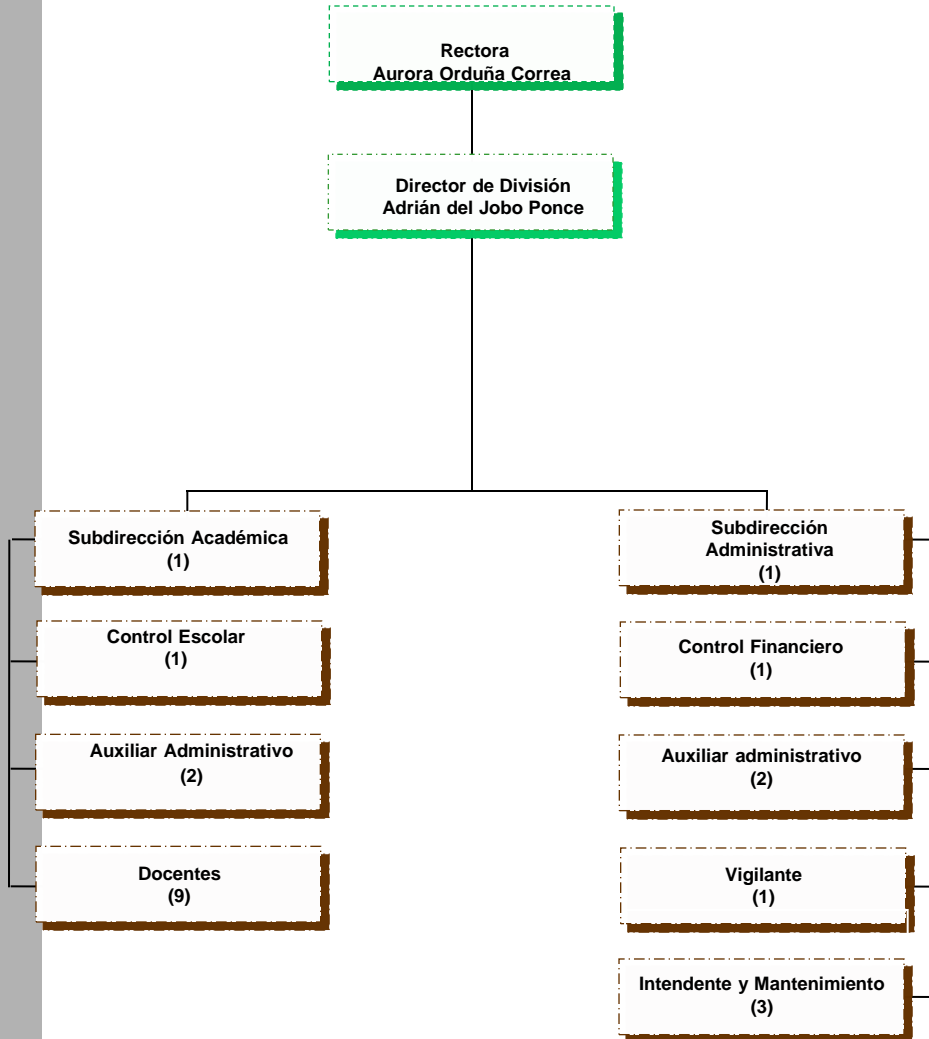 Rectora
Aurora Orduña Correa
Director de División
Adrián del Jobo Ponce
Subdirección Académica
(1)
Control Escolar
(1)
Auxiliar Administrativo
(2)
Docentes
(9)
Subdirección
Administrativa
(1)
Control Financiero
(1)
Auxiliar administrativo
(2)
Vigilante
(1)
Intendente y Mantenimiento
(3)